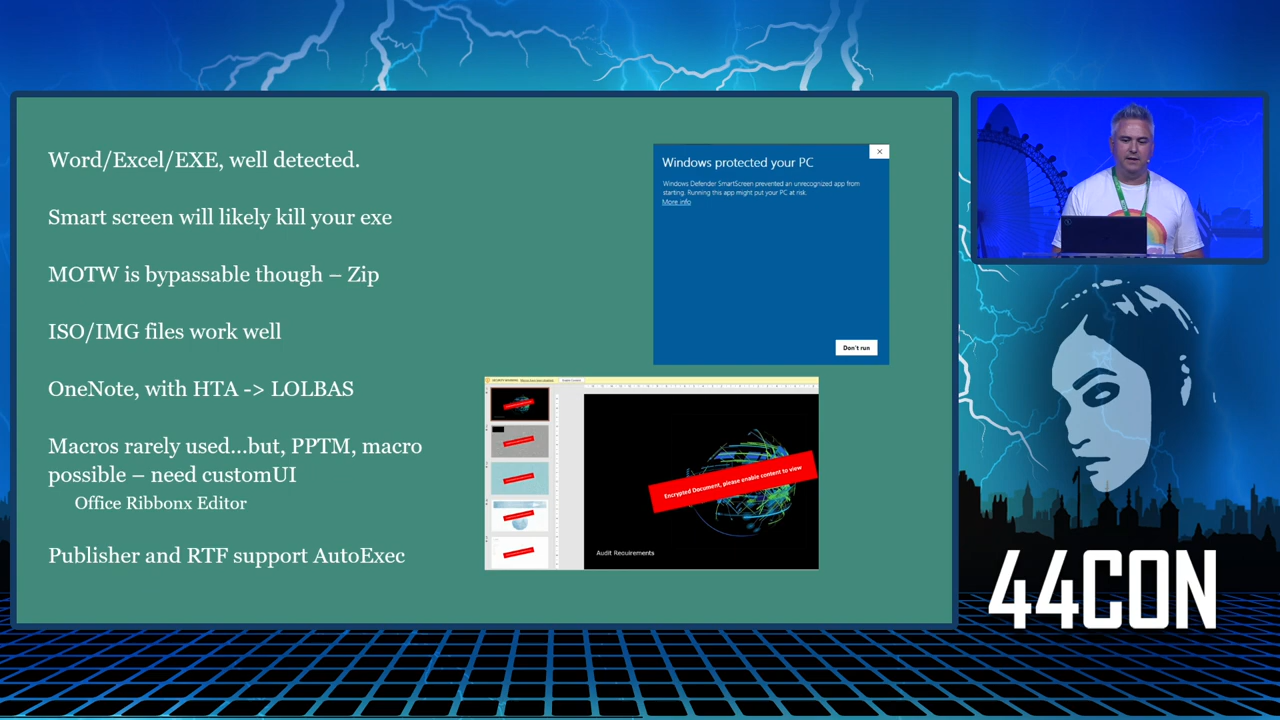 Word/Excel/EXE, well detected.
Smart screen will likely kill your exe
MOTW is bypassable though – Zip
ISO/IMG files work well
OneNote, with HTA -> LOLBAS
Macros rarely used...but, PPTM, macro
possible – need customUI
Office Ribbonx Editor
Publisher and RTF support AutoExec
Windows protected your PC
Windows Defender SmartScreen prevented an unrecognized app from
starting. Running this app might put your PC at risk.
More info
Don't run
Encrypted Document, please enable content to view
Audit Requirements
44CON